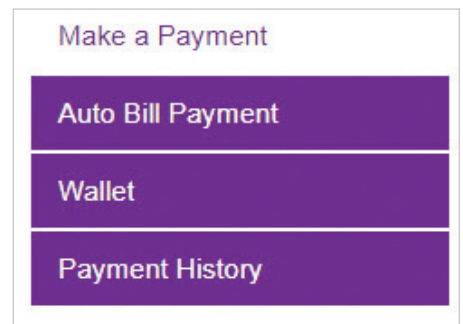 Make a Payment
Auto Bill Payment
Wallet
Payment History